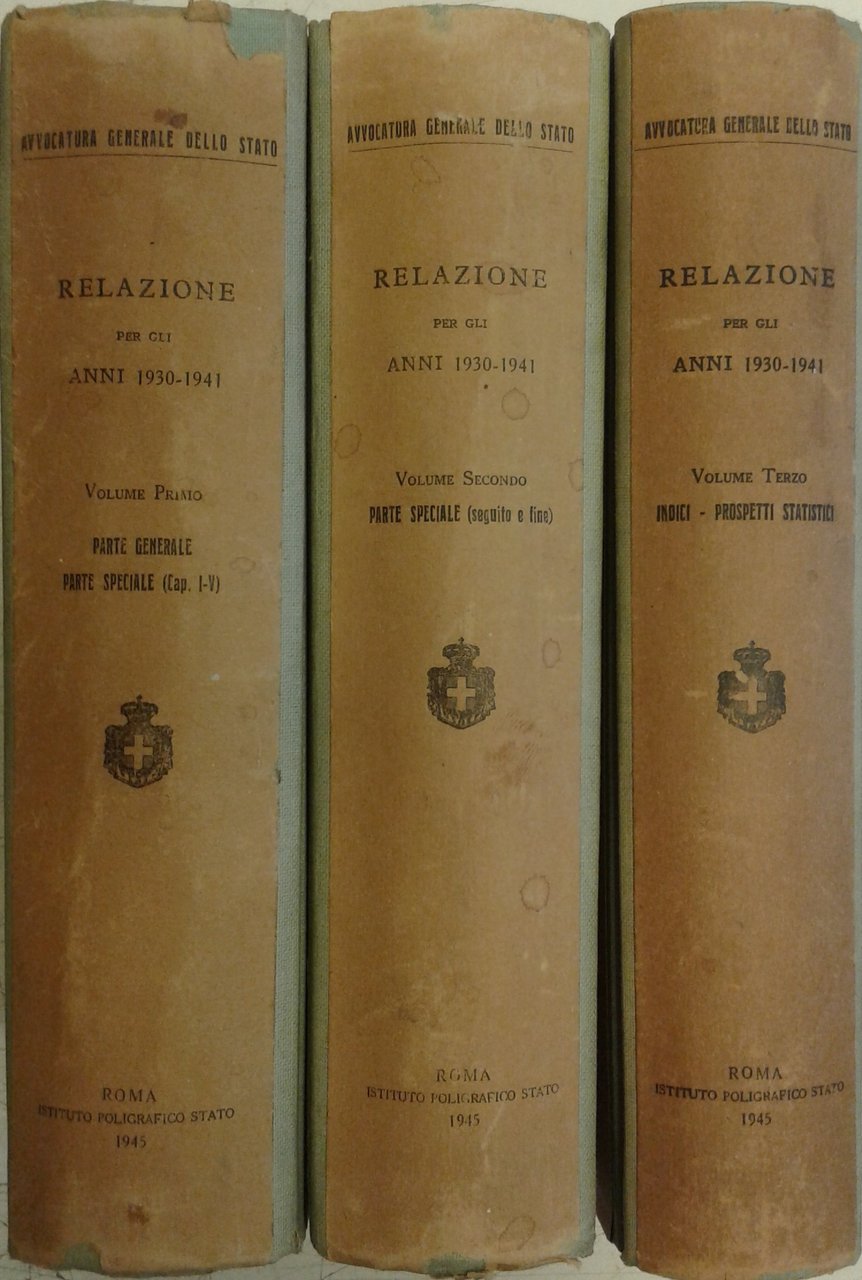 AVVOCATURA GENERALE DELLO STATO
RELAZIONE
PER GLI
ANNI 1930-1941
VOLUME PRIMO
PARTE GENERALE
PARTE SPECIALE (Cap. I-V)
ROMA
ISTITUTO POLIGRAFICO STATO
1945
AVVOCATURA GENERALE DELLO STATO
RELAZIONE
PER GLI
ANNI 1930-1941
VOLUME SECONDO
PARTE SPECIALE (seguito e fine)
ROMA
ISTITUTO POLIGRAFICO STATO
1945
AVVOCATURA GENERALE DELLO STATO
RELAZIONE
PER GLI
ANNI 1930-1941
VOLUME TERZO
INDICI - PROSPETTI STATISTICI
ROMA
ISTITUTO POLIGRAFICO STATO
1945